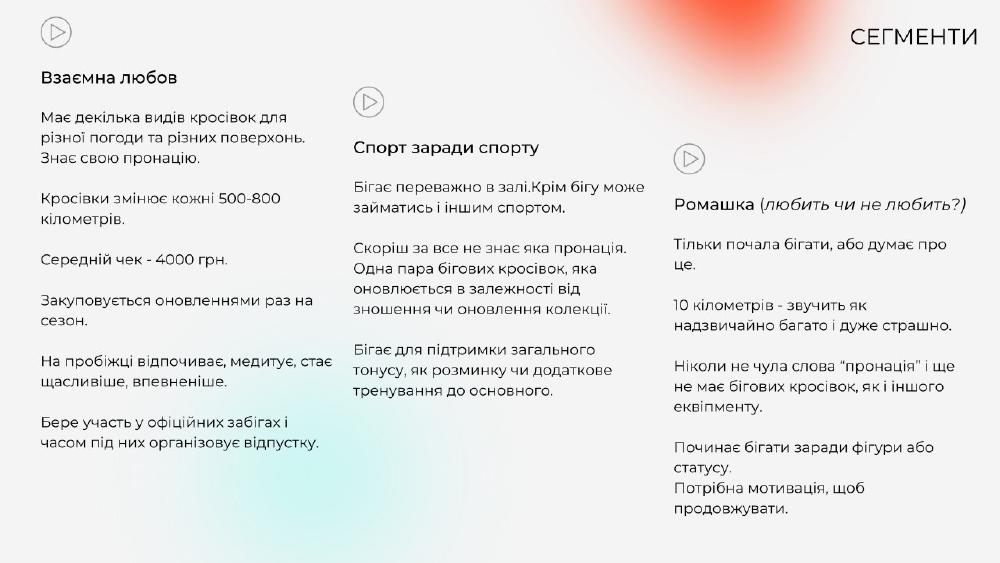 СЕГМЕНТИ
Взаємна любов
Має декілька видів кросівок для
різної погоди та різних поверхонь.
Знає свою пронацію.
Кросівки змінює кожні 500-800
кілометрів.
Середній чек - 4000 грн.
Закуповується оновленнями раз на
сезон.
На пробіжці відпочиває, медитує, стає
щасливіше, впевненіше.
Бере участь у офіційних забігах і
часом під них організовує відпустку.
Спорт заради спорту
Бігає переважно в залі.Крім бігу може
займатись і іншим спортом.
Скоріш за все не знає яка пронація.
Одна пара бігових кросівок, яка
оновлюється в залежності від
зношення чи оновлення колекції.
Бігає для підтримки загального
тонусу, як розминку чи додаткове
тренування до основного.
Ромашка (любить чи не любить?)
Тільки почала бігати, або думає про
це.
10 кілометрів - звучить як
надзвичайно багато і дуже страшно.
Ніколи не чула слова “пронація” і ще
не має бігових кросівок, як і іншого
еквіпменту.
Починає бігати заради фігури або
статусу.
Потрібна мотивація, щоб
продовжувати.